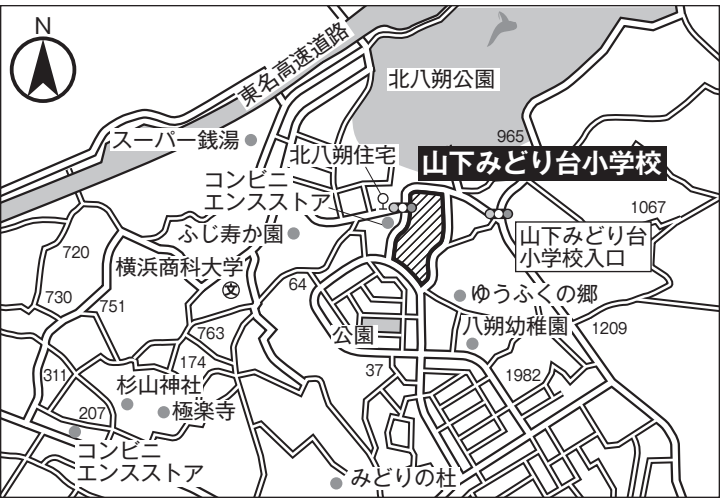 N
東名高速道路
北八朔公園
スーパー銭湯
965
北八朔住宅
山下みどり台小学校
コンビニ
エンスストア
1067
ふじ寿か園
山下みどり台
小学校入口
720
横浜商科大学
文
64
ゆうふくの郷
730
751
公園
八朔幼稚園
763
1209
311
174
37
1982
杉山神社
207
極楽寺
コンビニ
エンスストア
みどりの杜